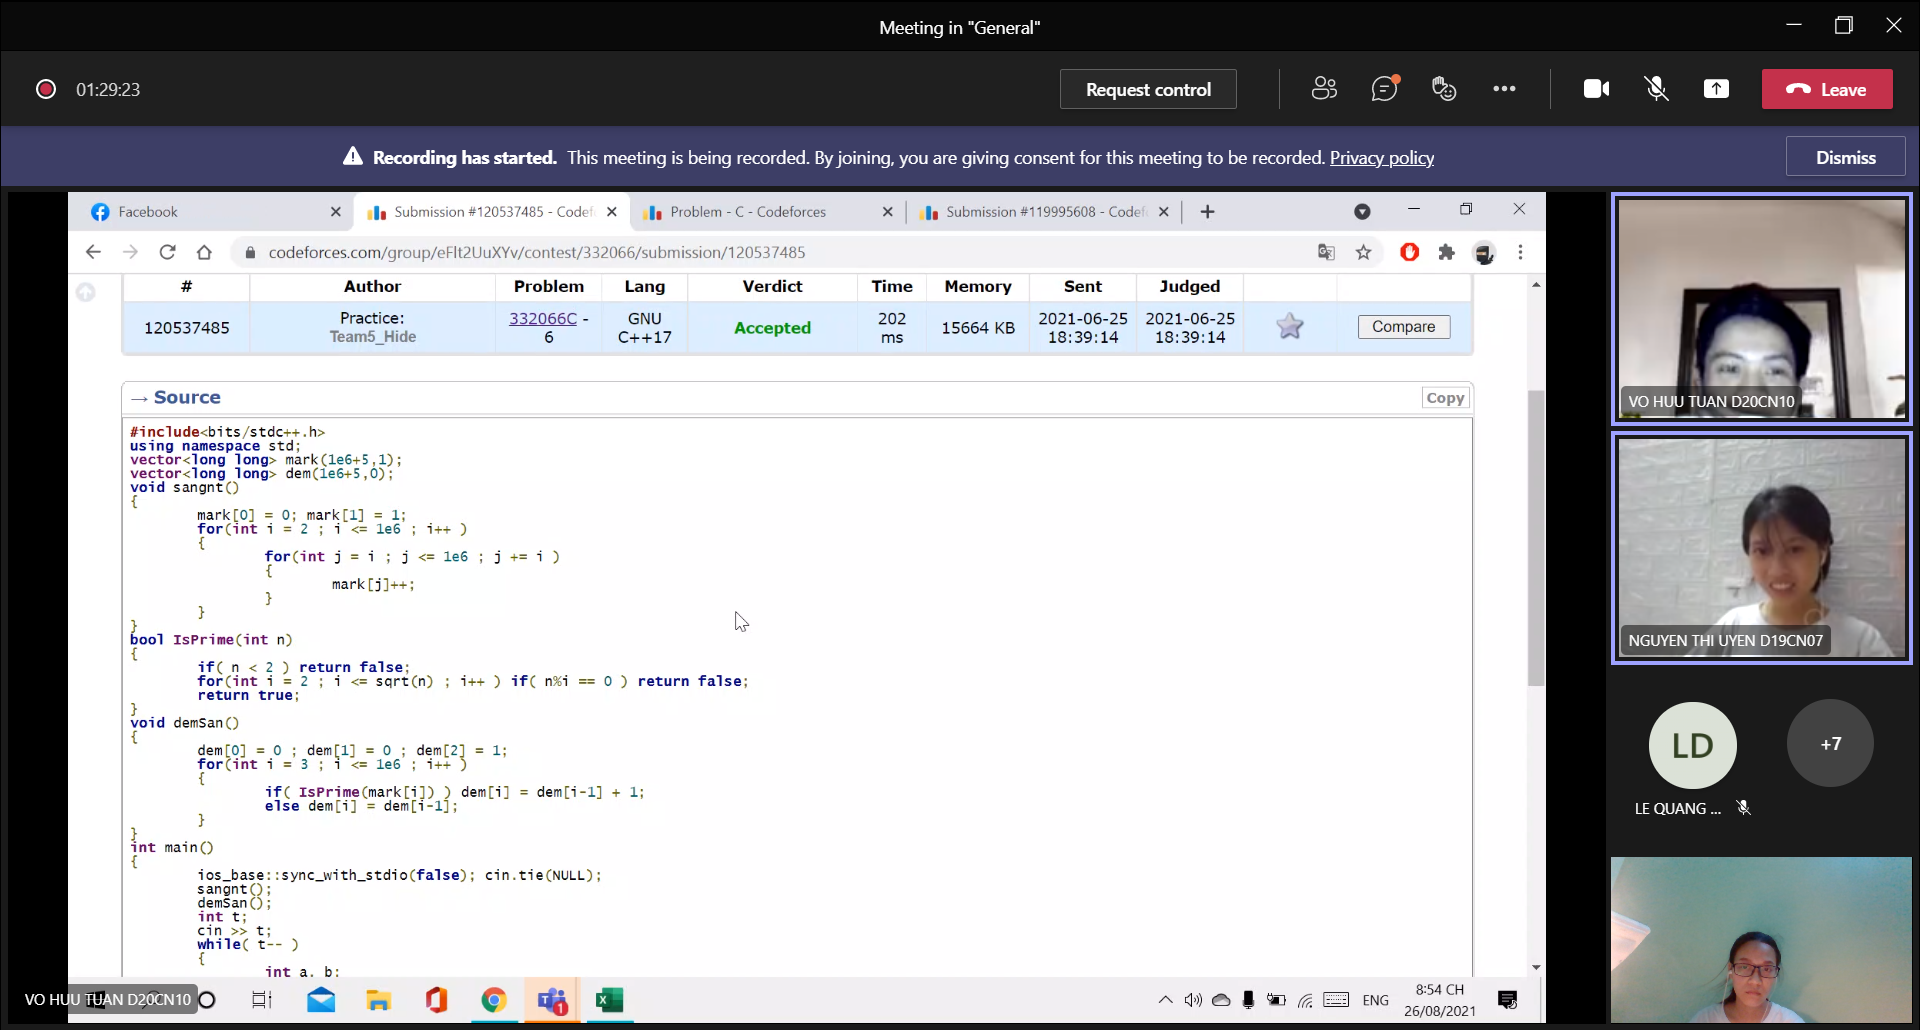 Meeting in "General"
01:29:23
Request control
Leave
Recording has started. This meeting is being recorded. By joining, you are giving consent for this meeting to be recorded. Privacy policy
Dismiss
Facebook
Submission #120537485 - Codef
Problem - C - Codeforces
Submission #119995608 - Codef
codeforces.com/group/eFIt2UuXYv/contest/332066/submission/120537485
# Author Problem Lang Verdict Time Memory Sent Judged
120537485 Practice: Team5_Hide 332066C - 6 GNU C++17 Accepted 202 ms 15664 KB 2021-06-25 18:39:14 2021-06-25 18:39:14 Compare
→ Source
Copy
#include<bits/stdc++.h>
using namespace std;
vector<long long> mark(1e6+5,1);
vector<long long> dem(1e6+5,0);
void sangnt()
{
mark[0] = 0; mark[1] = 1;
for(int i = 2 ; i <= 1e6 ; i++ )
{
for(int j = i ; j <= 1e6 ; j += i )
{
mark[j]++;
}
}
}
bool IsPrime(int n)
{
if( n < 2 ) return false;
for(int i = 2 ; i <= sqrt(n) ; i++ ) if( n%i == 0 ) return false;
return true;
}
void demSan()
{
dem[0] = 0 ; dem[1] = 0 ; dem[2] = 1;
for(int i = 3 ; i <= 1e6 ; i++ )
{
if( IsPrime(mark[i]) ) dem[i] = dem[i-1] + 1;
else dem[i] = dem[i-1];
}
}
int main()
{
ios_base::sync_with_stdio(false); cin.tie(NULL);
sangnt();
demSan();
int t;
cin >> t;
while( t-- )
{
int a, b;
VO HUU TUAN D20CN10
NGUYEN THI UYEN D19CN07
LD
+7
LE QUANG ...
VO HUU TUAN D20CN10
1
ENG
8:54 CH
26/08/2021